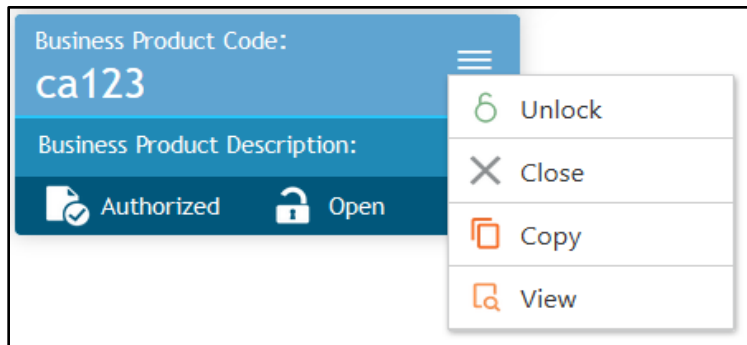 Business Product Code:
ca123
Unlock
Close
Copy
View
Business Product Description:
Authorized
Open